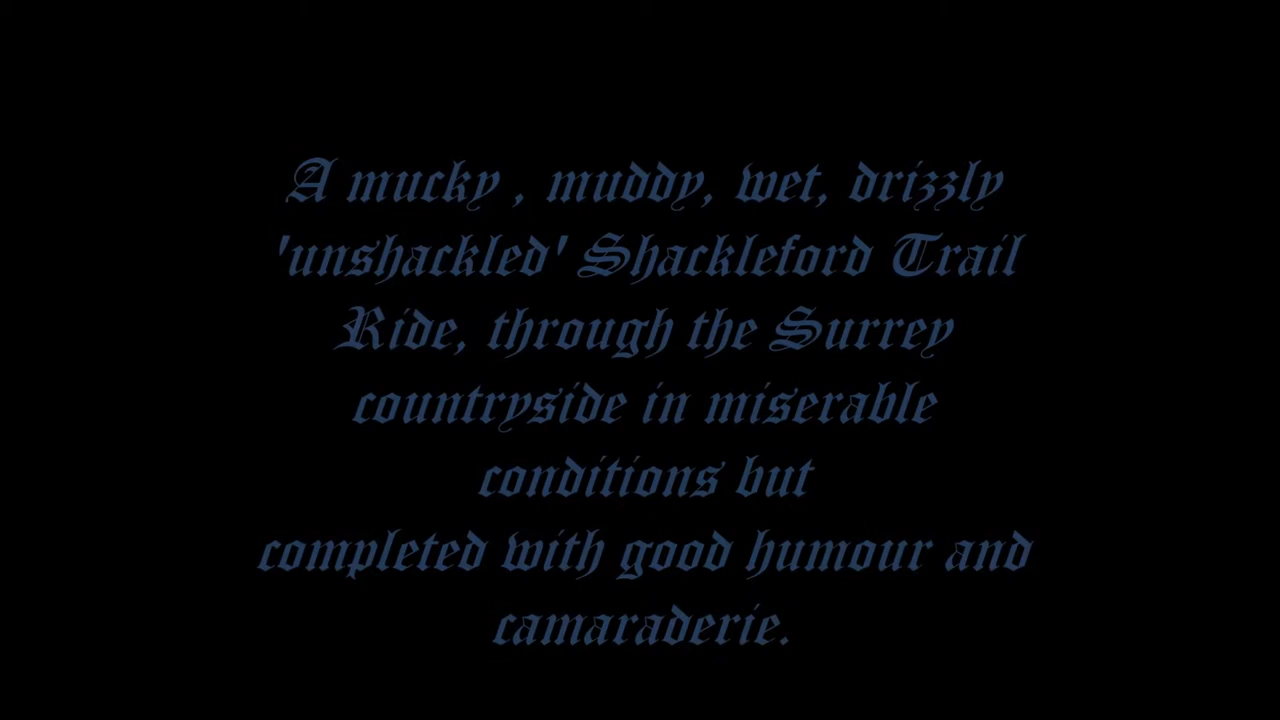 A mucky , muddy, wet, drizzly
'unshackled' Shackleford Trail
Ride, through the Surrey
countryside in miserable
conditions but
completed with good humour and
camaraderie.